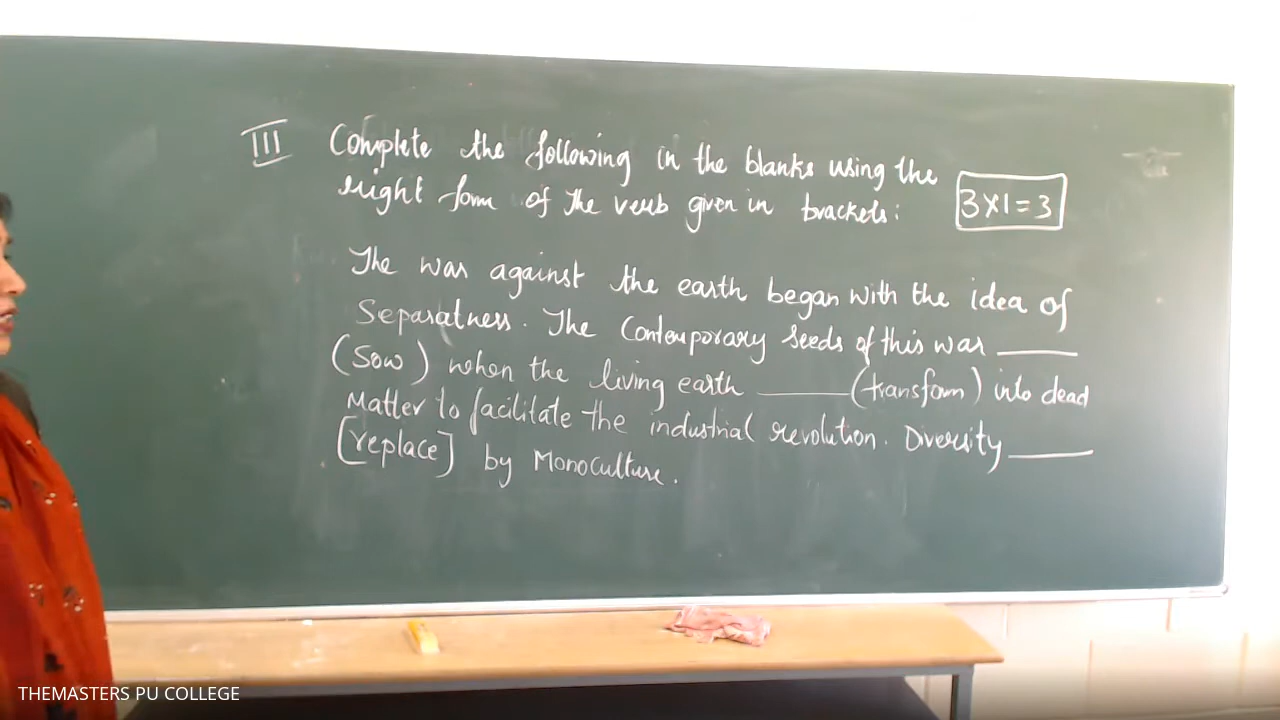 III Complete the following in the blanks using the
right form of the verb given in brackets:
3x1=3
The war against the earth began with the idea of
Separatness. The Contemporary seeds of this war ____
(Sow) when the living earth ____ (transform) into dead
Matter to facilitate the industrial revolution. Diversity ____
[replace] by Monoculture.
THEMASTERS PU COLLEGE